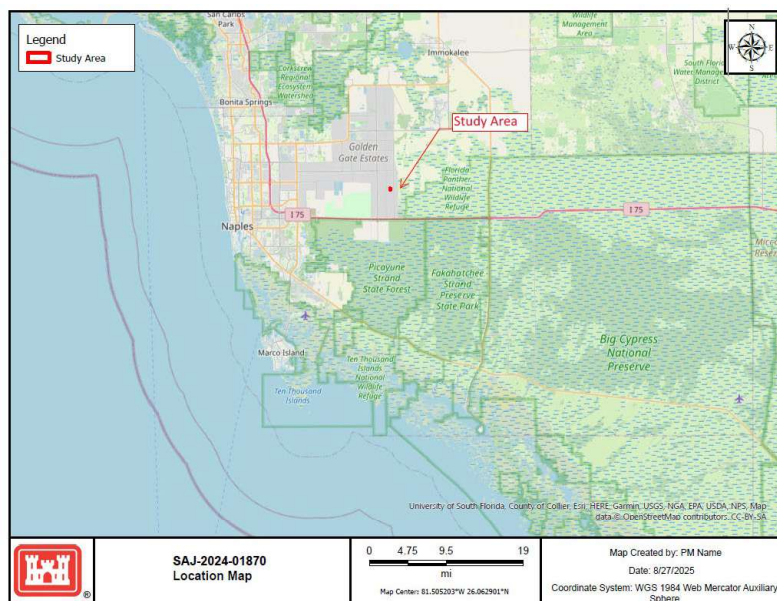 Legend
Study Area
San Carlos
Park
Immokalee
Wildlife
Management
Area
N
W
E
S
South Florida
Water Management
District
Corkscrew
Regional
Ecosystem
Watershed
Bonita Springs
Study Area
Golden
Gate Estates
Florida
Panther
National
Wildlife
Refuge
I 75
I 75
Naples
Picayune
Strand
State Forest
Fakahatchee
Strand
Preserve
State Park
Big Cypress
National
Preserve
Marco Island
Ten Thousand
Islands
National
Wildlife
Refuge
Ten Thousand
Islands
University of South Florida, County of Collier, Esri, HERE, Garmin, USGS, NGA, EPA, USDA, NPS, Map
data © OpenStreetMap contributors, CC-BY-SA
SAJ-2024-01870
Location Map
0 4.75 9.5 19
mi
Map Center: 81.505203°W 26.062901°N
Map Created by: PM Name
Date: 8/27/2025
Coordinate System: WGS 1984 Web Mercator Auxiliary
Sphere
®